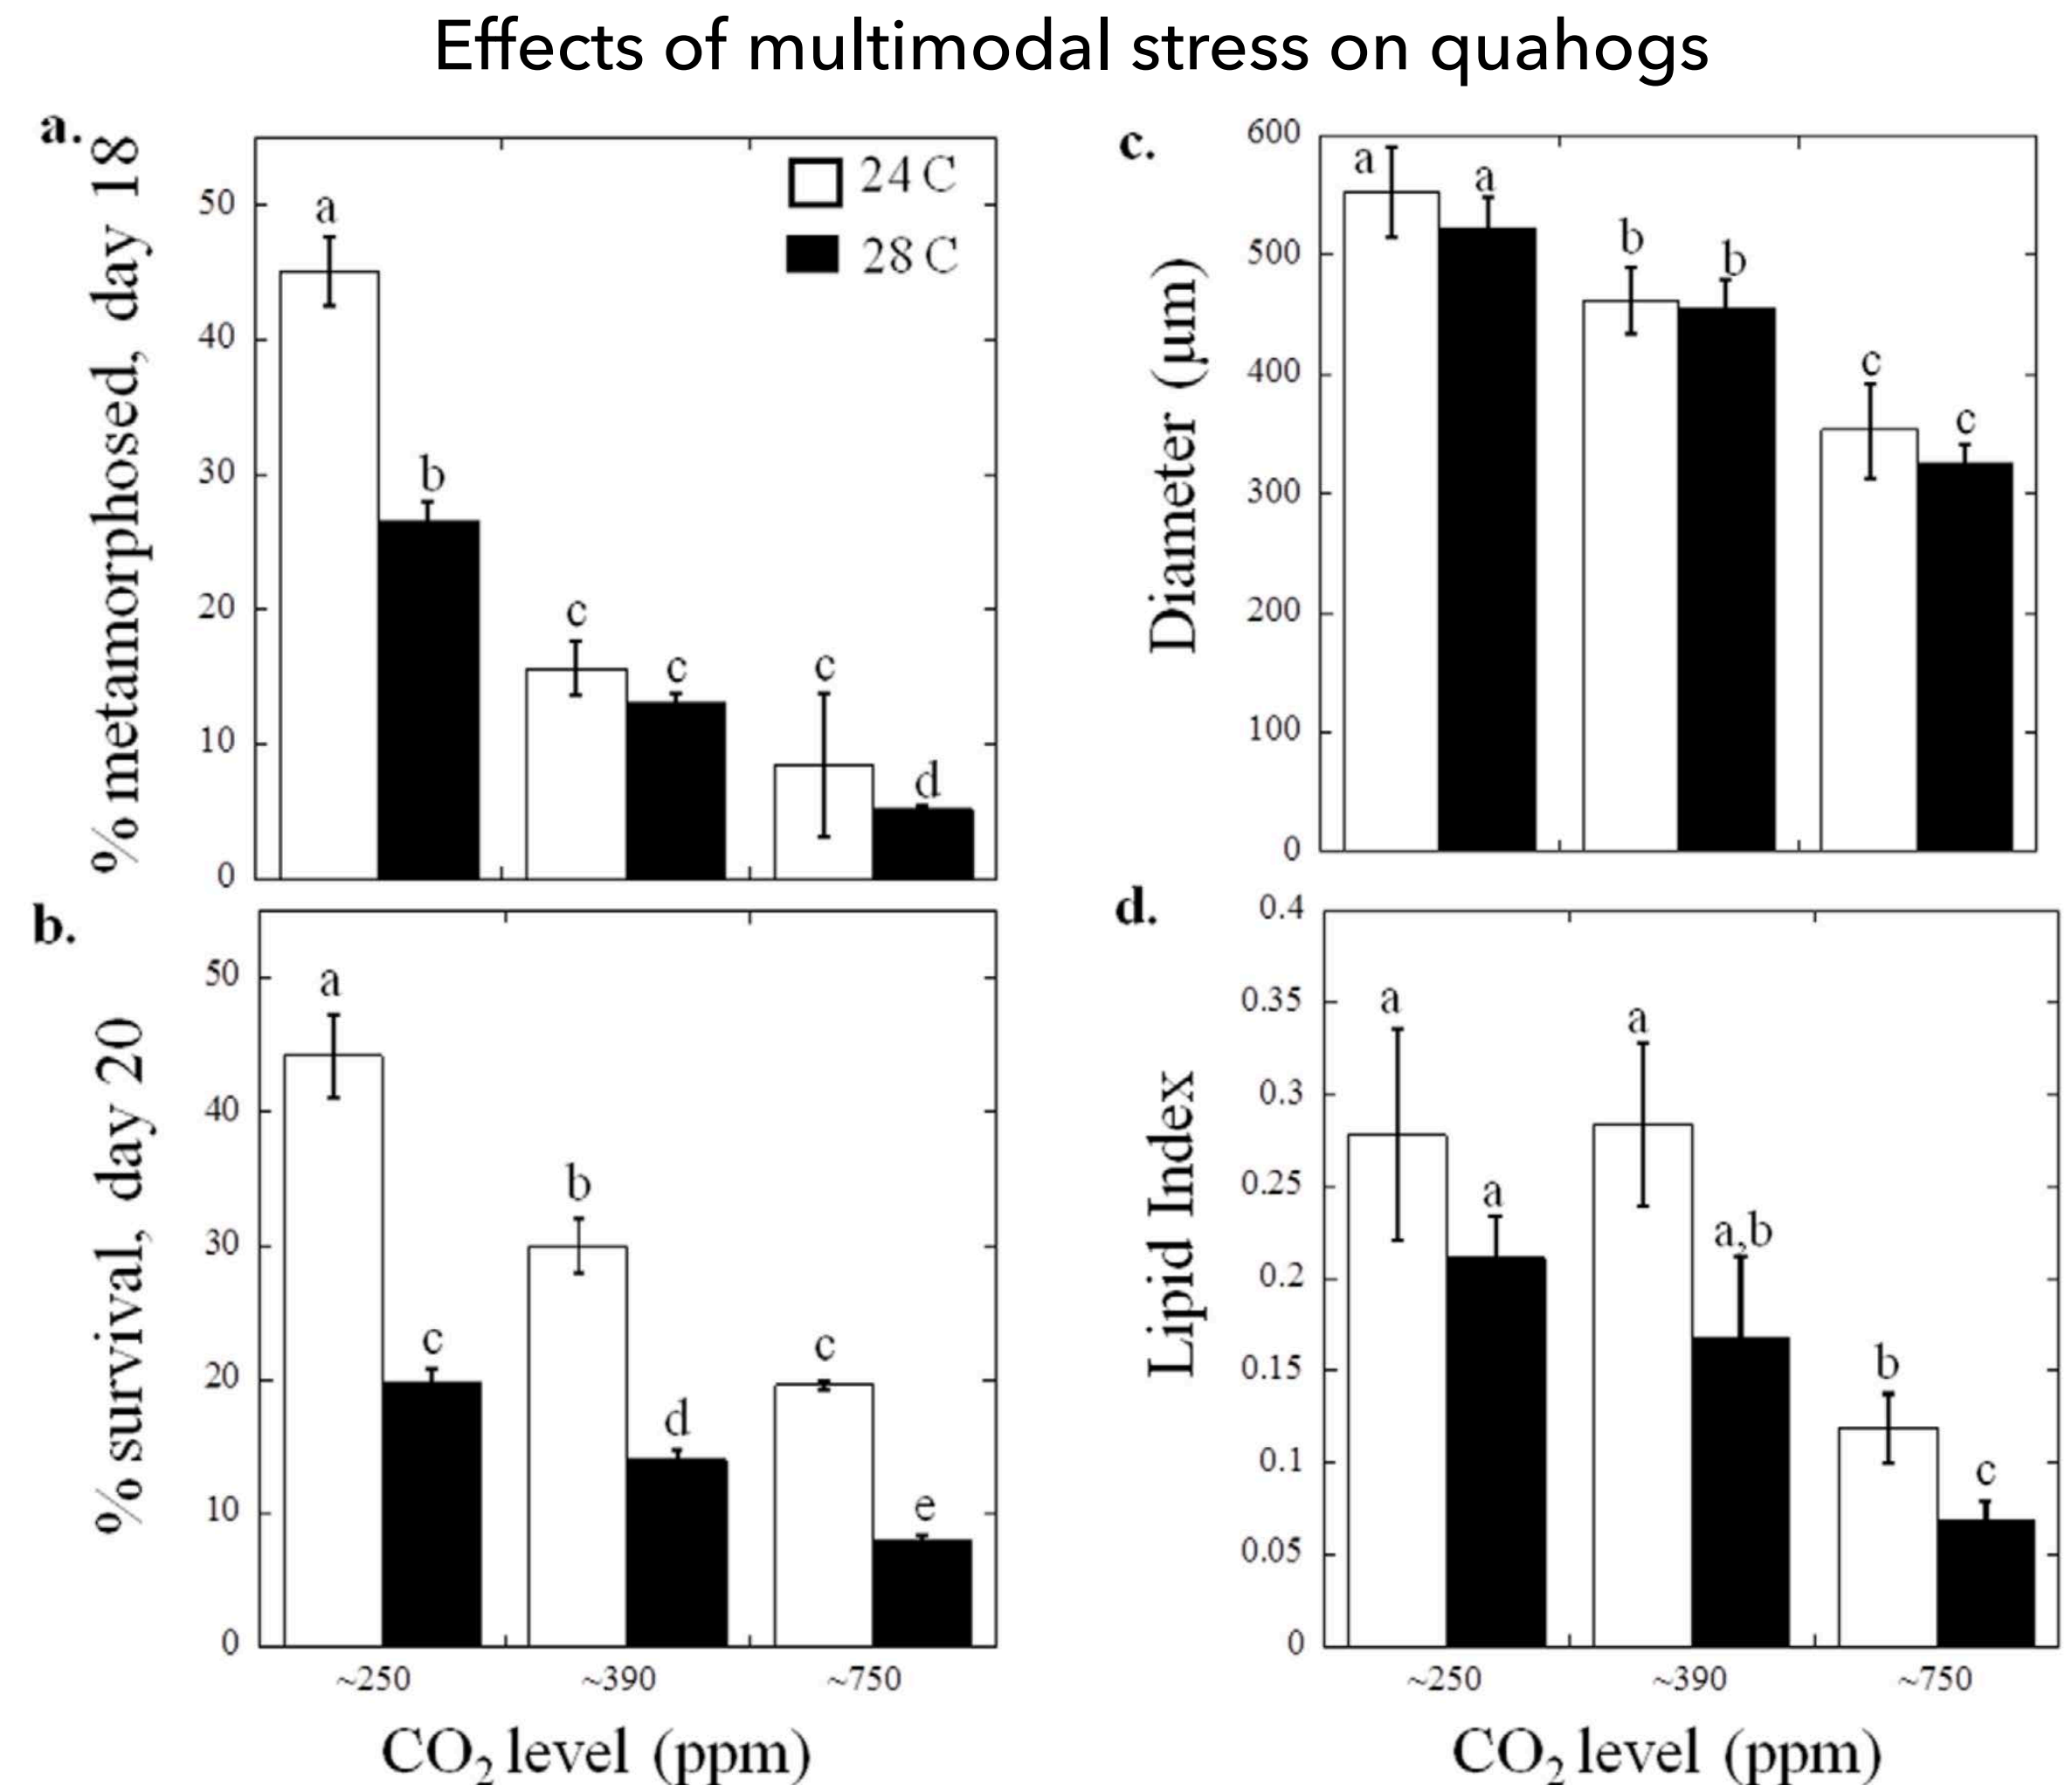 Effects of multimodal stress on quahogs
a.
% metamorphosed, day 18
50
40
30
20
10
0
24 C
28 C
a
b
c
c
c
d
b.
% survival, day 20
50
40
30
20
10
0
a
c
b
d
c
e
~250
~390
~750
CO2 level (ppm)
c.
Diameter (µm)
600
500
400
300
200
100
0
a
a
b
b
c
c
d.
Lipid Index
0.4
0.35
0.3
0.25
0.2
0.15
0.1
0.05
0
a
a
a
a,b
b
c
~250
~390
~750
CO2 level (ppm)